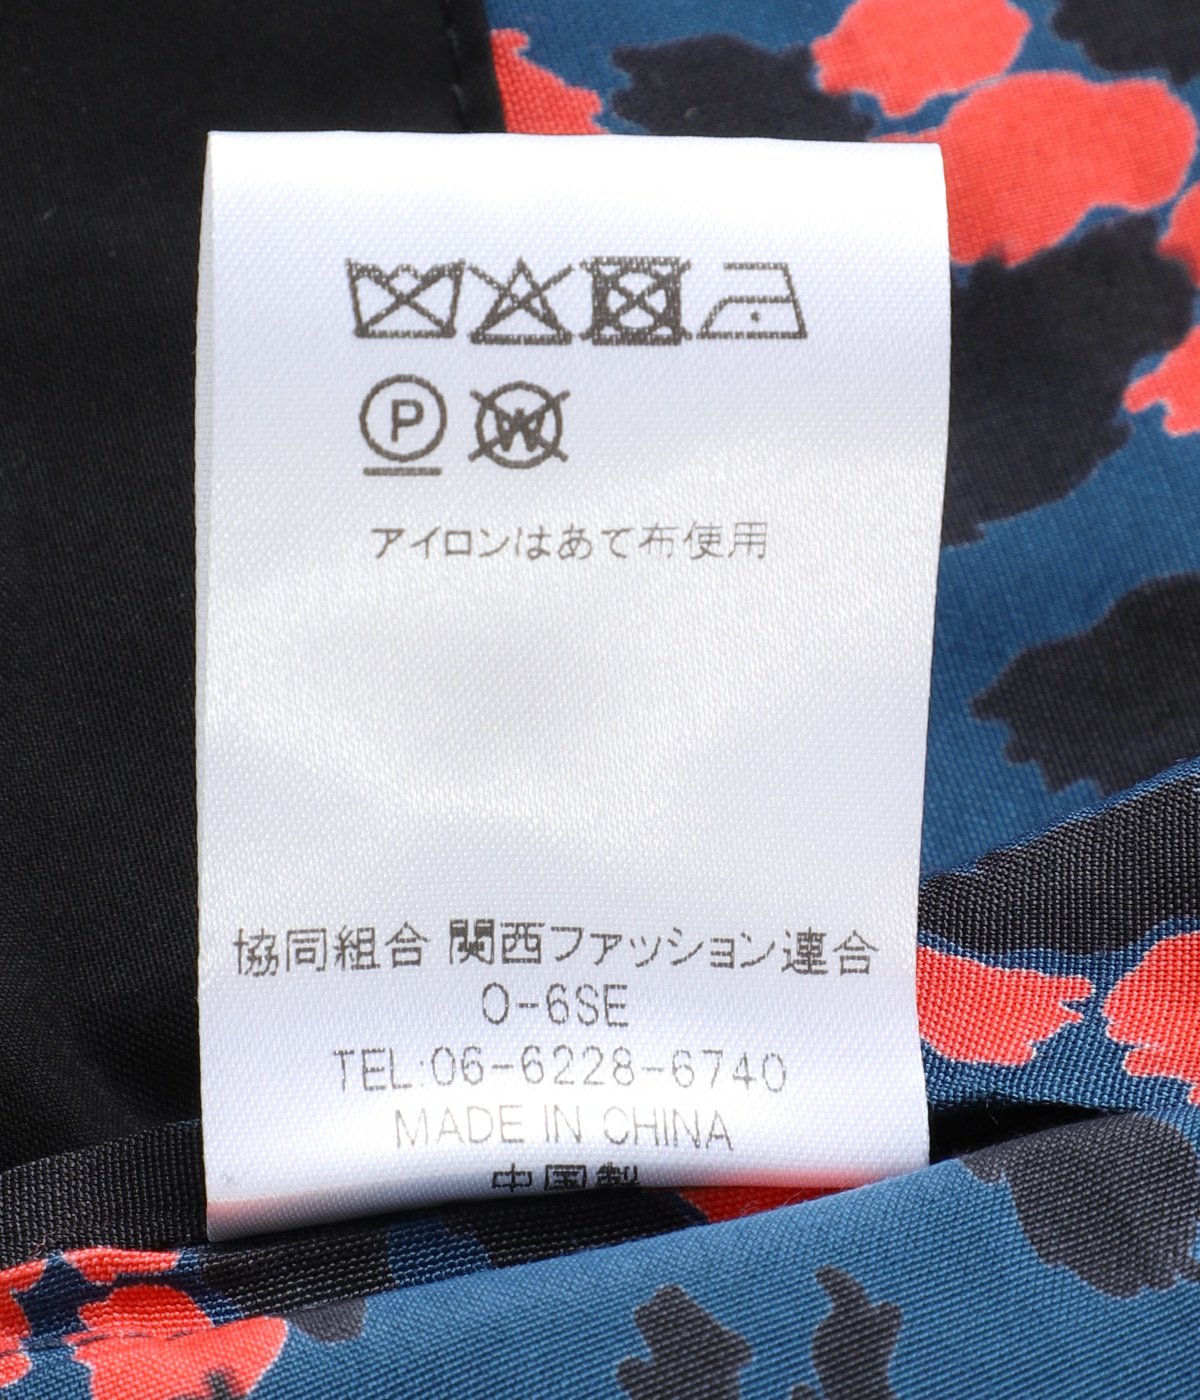 P W
アイロンはあて布使用
協同組合 関西ファッション連合
O-6SE
TEL:06-6228-6740
MADE IN CHINA
中国製